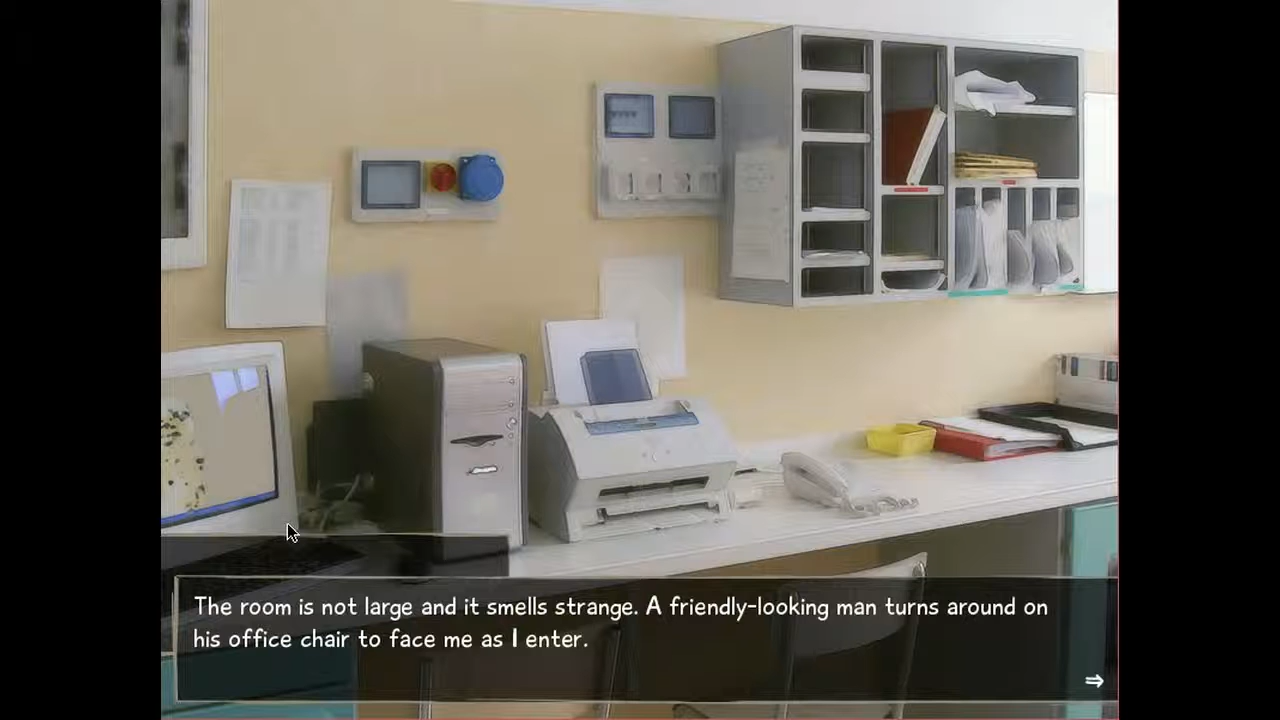 The room is not large and it smells strange. A friendly-looking man turns around on
his office chair to face me as I enter.